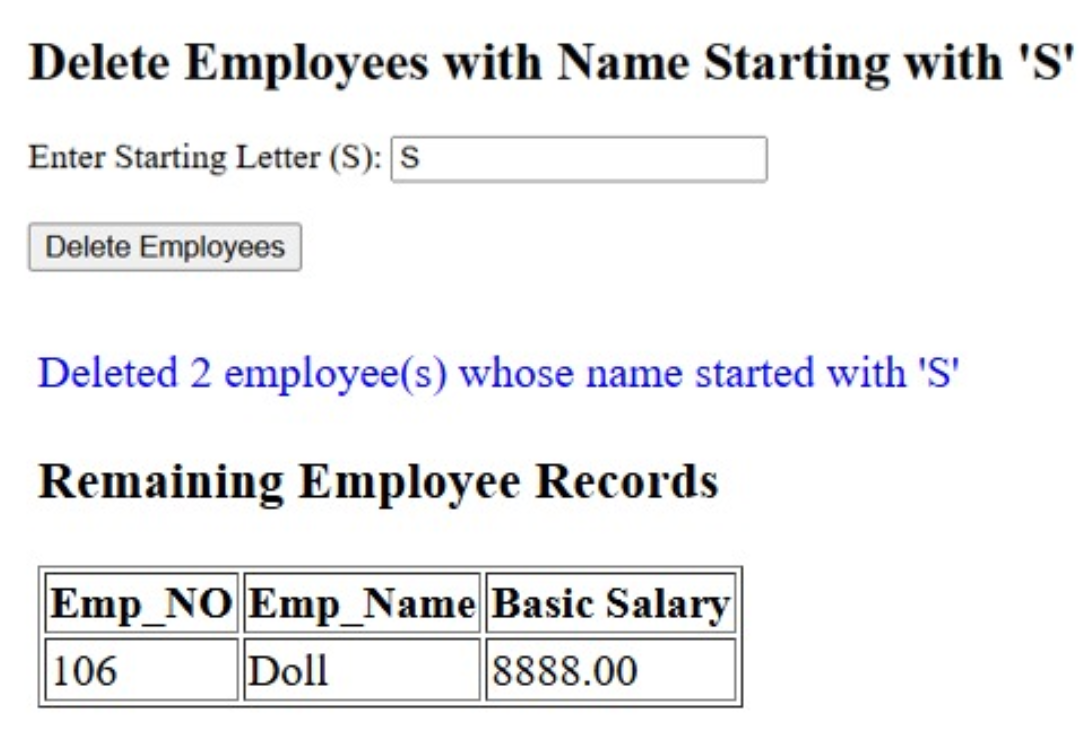 Delete Employees with Name Starting with 'S'
Enter Starting Letter (S): S
Delete Employees
Deleted 2 employee(s) whose name started with 'S'
Remaining Employee Records
Emp_NO Emp_Name Basic Salary
106 Doll 8888.00